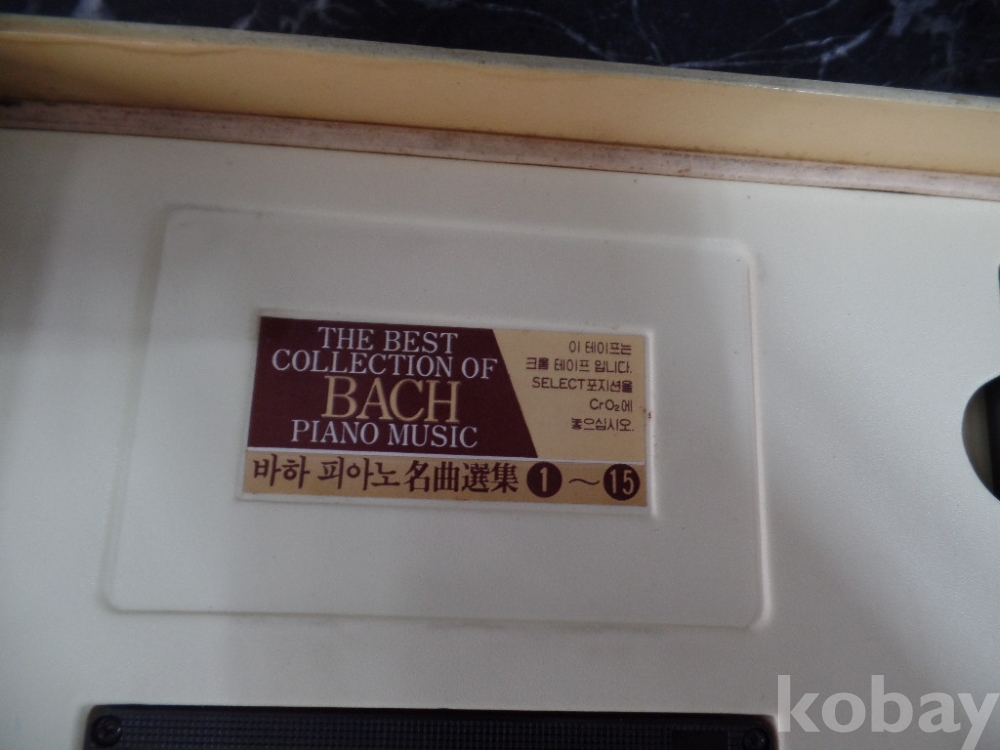 THE BEST
COLLECTION OF
BACH
PIANO MUSIC
이 테이프는
크롬 테이프 입니다.
SELECT포지션을
CrO₂에
놓으십시오.
바하 피아노 名曲選集 1 ~ 15
kobay